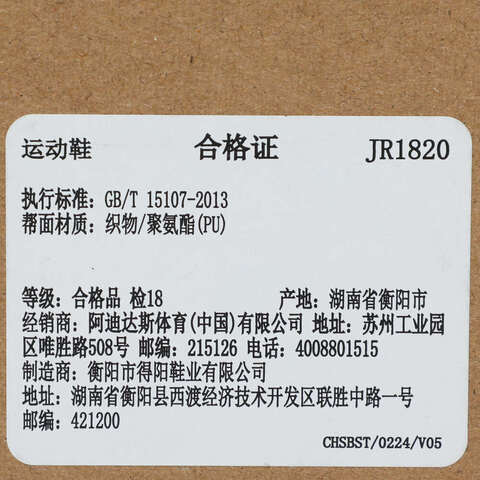 运动鞋 合格证 JR1820
执行标准: GB/T 15107-2013
帮面材质: 织物/聚氨酯(PU)
等级: 合格品 检18 产地: 湖南省衡阳市
经销商: 阿迪达斯体育(中国)有限公司 地址: 苏州工业园
区唯胜路508号 邮编: 215126 电话: 4008801515
制造商: 衡阳市得阳鞋业有限公司
地址: 湖南省衡阳县西渡经济技术开发区联胜中路一号
邮编: 421200
CHSBST/0224/V05